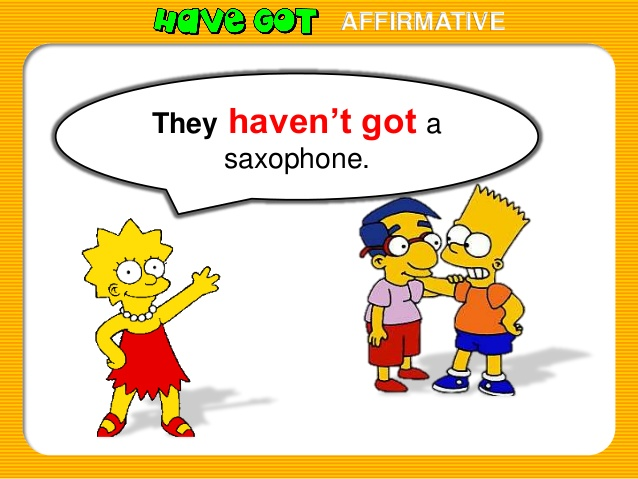 HAVE GOT AFFIRMATIVE
They haven’t got a
saxophone.